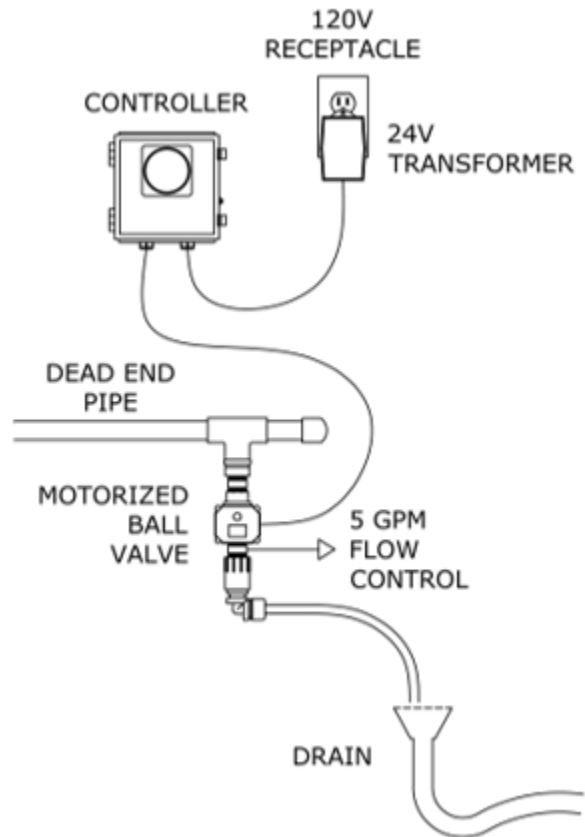 120V
RECEPTACLE
CONTROLLER
24V
TRANSFORMER
DEAD END
PIPE
MOTORIZED
BALL
VALVE
5 GPM
FLOW
CONTROL
DRAIN